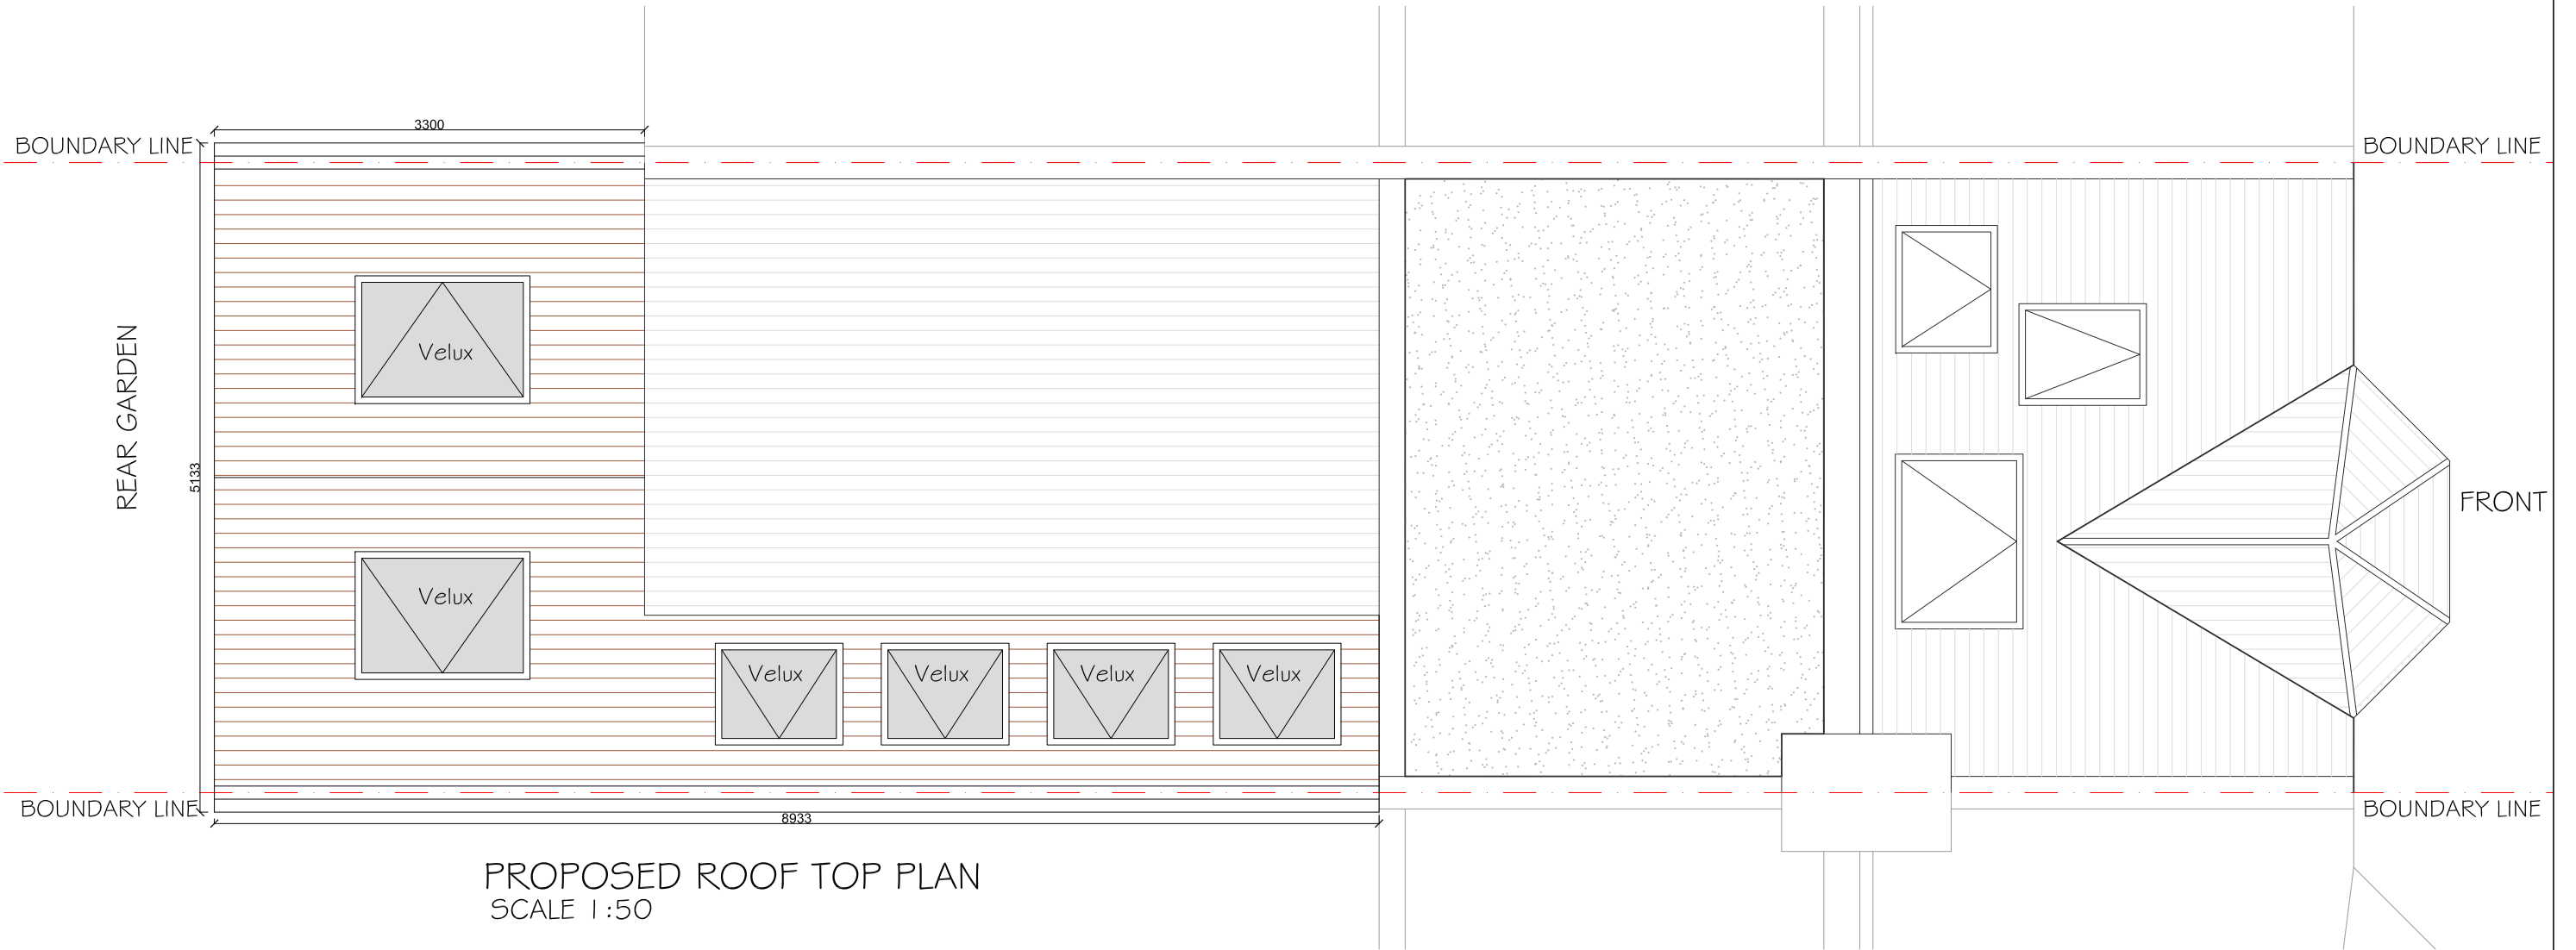 3300
BOUNDARY LINE
BOUNDARY LINE
REAR GARDEN
5133
Velux
Velux
Velux
Velux
Velux
Velux
FRONT
BOUNDARY LINE
BOUNDARY LINE
8933
PROPOSED ROOF TOP PLAN
SCALE 1:50